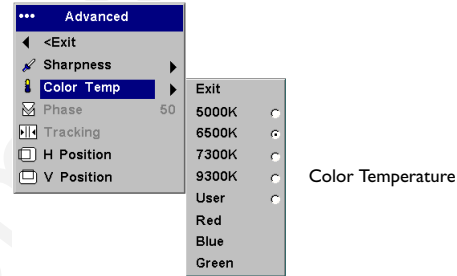 Advanced
<Exit
Sharpness
Color Temp
Phase 50
Tracking
H Position
V Position
Exit
5000K
6500K
7300K
9300K
User
Red
Blue
Green
Color Temperature